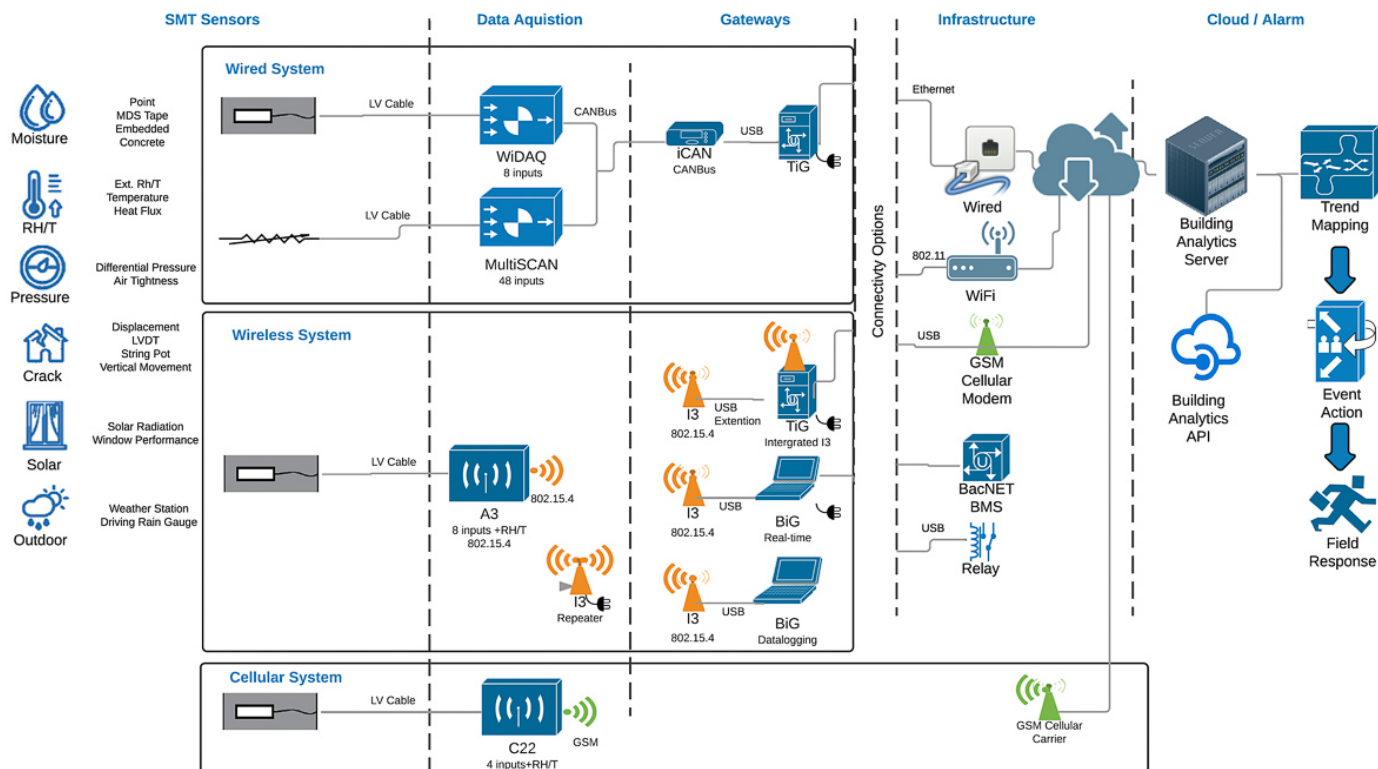 SMT Sensors
Data Aquistion
Gateways
Infrastructure
Cloud / Alarm
Wired System
Moisture
Point
MDS Tape
Embedded
Concrete
LV Cable
WiDAQ
8 inputs
CANBus
iCAN
CANBus
USB
TiG
Ethernet
Wired
SERVER
Building
Analytics
Server
Trend
Mapping
RH/T
Ext. Rh/T
Temperature
Heat Flux
LV Cable
MultiSCAN
48 inputs
Connectivity Options
802.11
WiFi
Pressure
Differential Pressure
Air Tightness
Wireless System
Crack
Displacement
LVDT
String Pot
Vertical Movement
I3
802.15.4
USB
Extention
TiG
Intergrated I3
USB
GSM
Cellular
Modem
Building
Analytics
API
Event
Action
Solar
Solar Radiation
Window Performance
LV Cable
A3
8 inputs +RH/T
802.15.4
802.15.4
I3
802.15.4
USB
BiG
Real-time
U
BacNET
BMS
Outdoor
Weather Station
Driving Rain Gauge
I3
Repeater
I3
802.15.4
USB
BiG
Datalogging
USB
Relay
Field
Response
Cellular System
LV Cable
C22
4 inputs+RH/T
GSM
GSM Cellular
Carrier